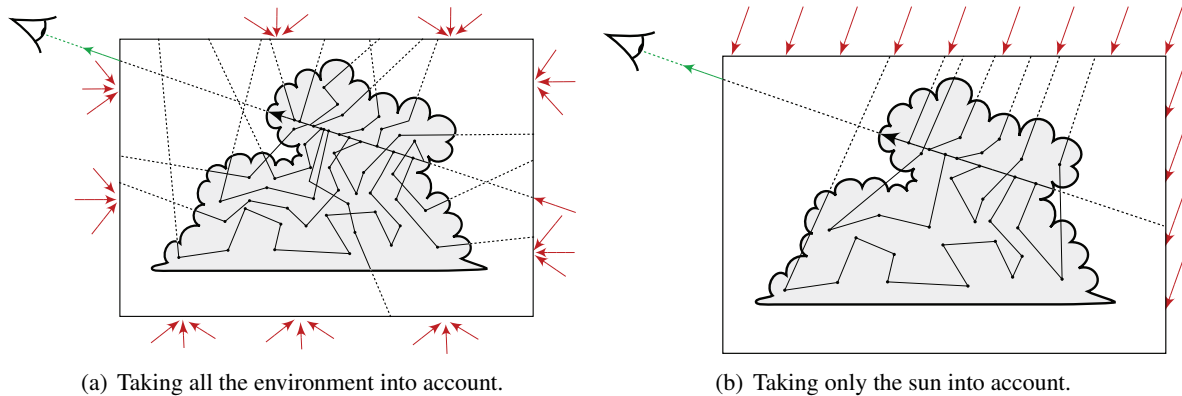 (a) Taking all the environment into account.
(b) Taking only the sun into account.